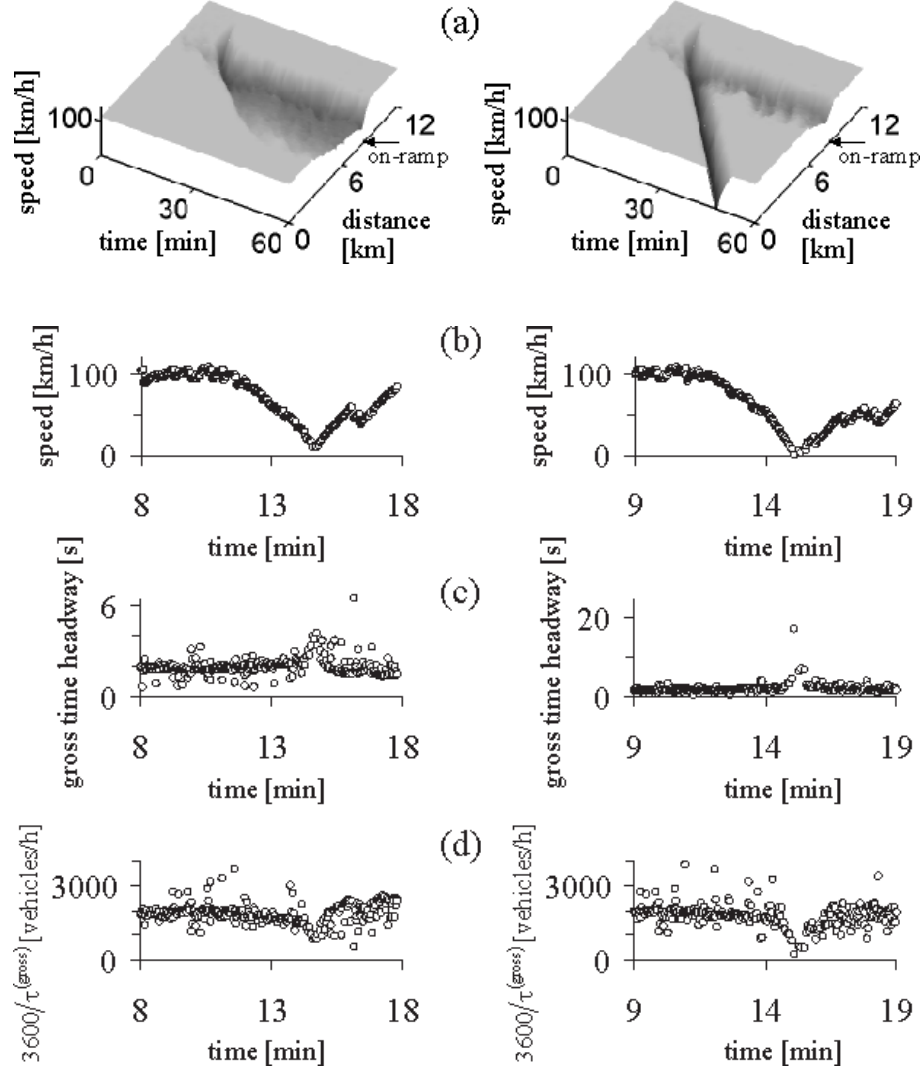 (a)
speed [km/h]
100
0
30
60
time [min]
0
6
12
on-ramp
distance
[km]
speed [km/h]
100
0
30
60
time [min]
0
6
12
on-ramp
distance
[km]
(b)
speed [km/h]
100
0
8
13
18
time [min]
speed [km/h]
100
0
9
14
19
time [min]
(c)
gross time headway [s]
6
0
8
13
18
time [min]
gross time headway [s]
20
0
9
14
19
time [min]
(d)
3600/τ(gross) [vehicles/h]
3000
0
8
13
18
time [min]
3600/τ(gross) [vehicles/h]
3000
0
9
14
19
time [min]